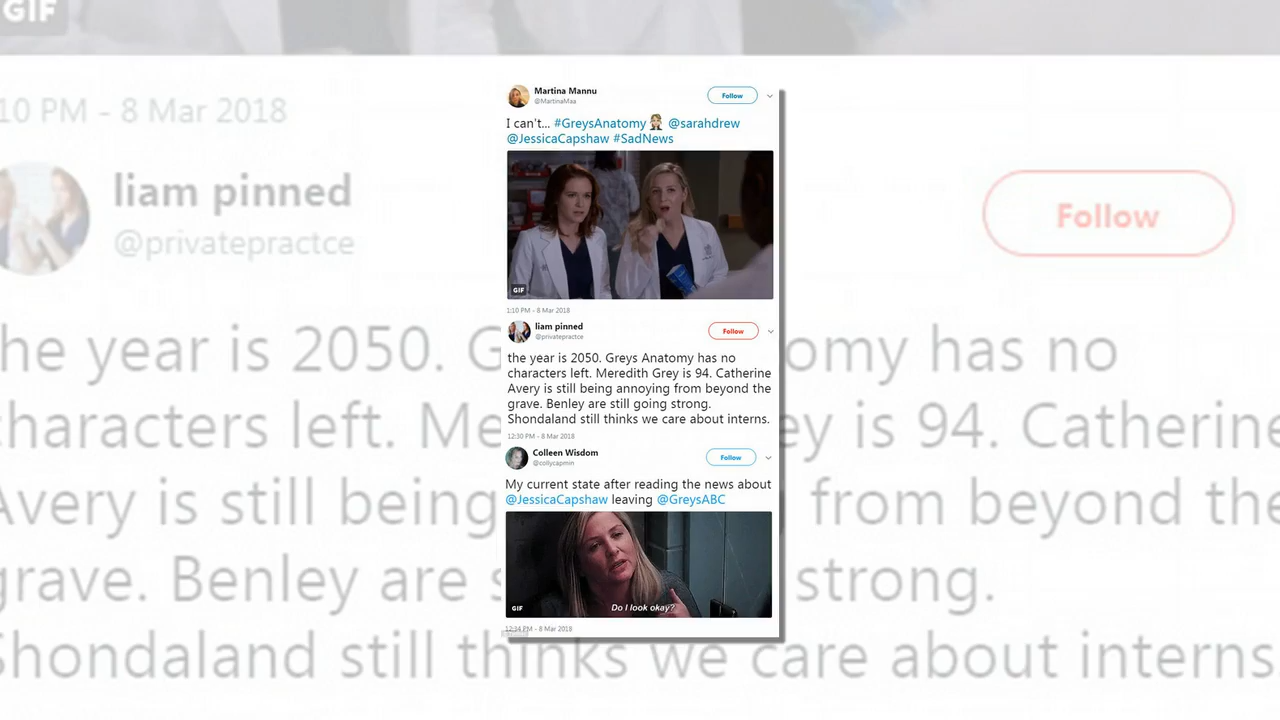 GIF
10 PM - 8 Mar 2018
liam pinned
@privatepractce
Follow
he year is 2050. G
omy has no
characters left. Me
ey is 94. Catherine
Avery is still being
from beyond the
grave. Benley are s
strong.
Shondaland still thinks we care about interns.
Martina Mannu
@MartinaMaa
Follow
I can't... #GreysAnatomy @sarahdrew
@JessicaCapshaw #SadNews
GIF
1:10 PM - 8 Mar 2018
liam pinned
@privatepractce
Follow
the year is 2050. Greys Anatomy has no
characters left. Meredith Grey is 94. Catherine
Avery is still being annoying from beyond the
grave. Benley are still going strong.
Shondaland still thinks we care about interns.
12:30 PM - 8 Mar 2018
Colleen Wisdom
@collycapmin
Follow
My current state after reading the news about
@JessicaCapshaw leaving @GreysABC
GIF
Do I look okay?
12:34 PM - 8 Mar 2018